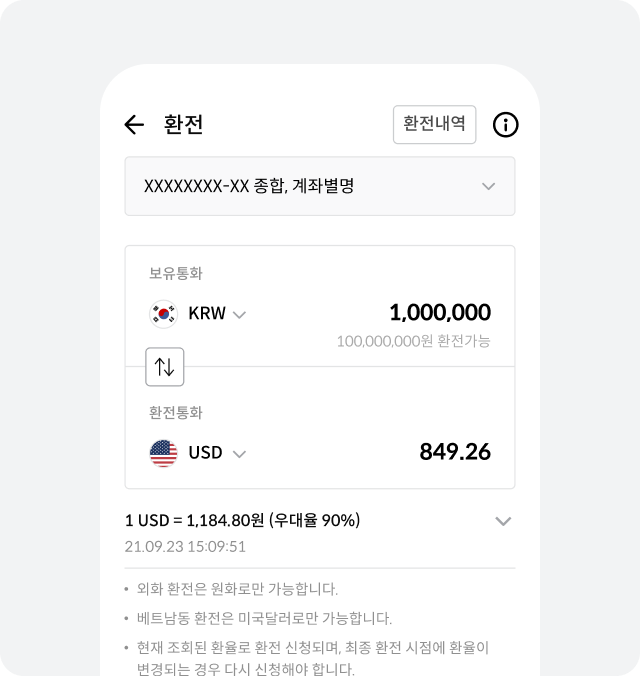 환전
환전내역
XXXXXXXX-XX 종합, 계좌별명
보유통화
KRW
1,000,000
100,000,000원 환전가능
환전통화
USD
849.26
1 USD = 1,184.80원 (우대율 90%)
21.09.23 15:09:51
• 외화 환전은 원화로만 가능합니다.
• 베트남동 환전은 미국달러로만 가능합니다.
• 현재 조회된 환율로 환전 신청되며, 최종 환전 시점에 환율이
변경되는 경우 다시 신청해야 합니다.